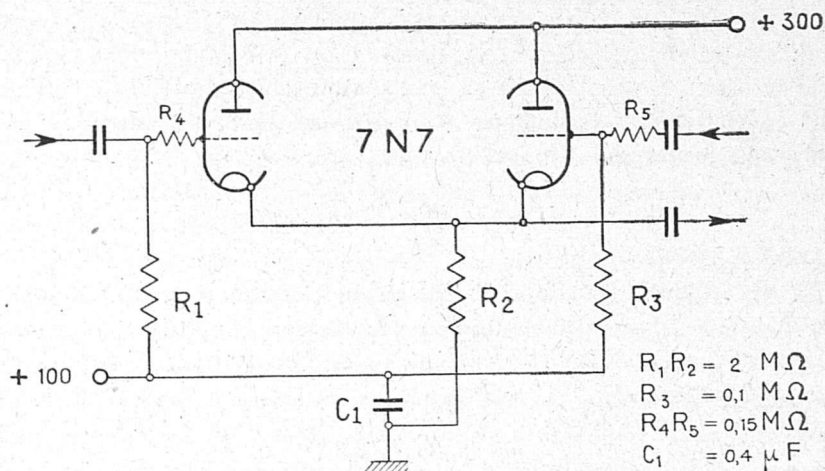 + 300
R4
R5
7 N 7
R1
R2
R3
+ 100
C1
R1 R2 = 2 MΩ
R3 = 0,1 MΩ
R4 R5 = 0,15 MΩ
C1 = 0,4 μF